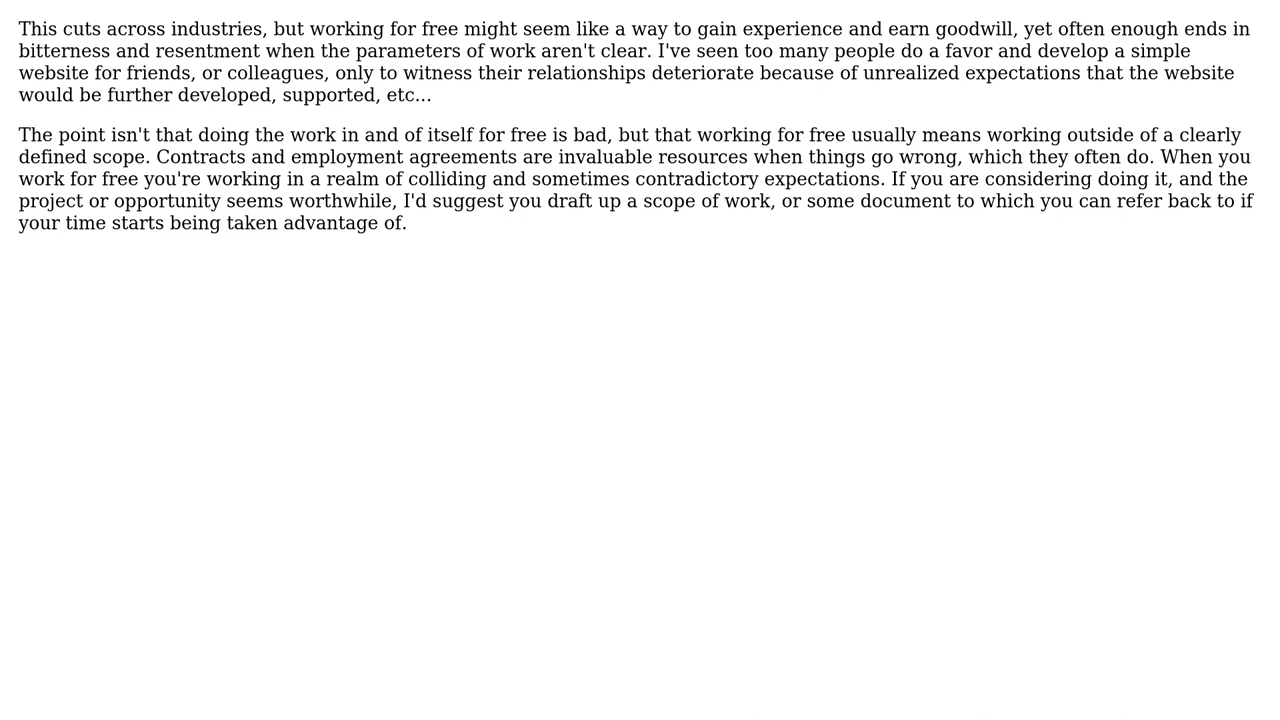 This cuts across industries, but working for free might seem like a way to gain experience and earn goodwill, yet often enough ends in
bitterness and resentment when the parameters of work aren't clear. I've seen too many people do a favor and develop a simple
website for friends, or colleagues, only to witness their relationships deteriorate because of unrealized expectations that the website
would be further developed, supported, etc...
The point isn't that doing the work in and of itself for free is bad, but that working for free usually means working outside of a clearly
defined scope. Contracts and employment agreements are invaluable resources when things go wrong, which they often do. When you
work for free you're working in a realm of colliding and sometimes contradictory expectations. If you are considering doing it, and the
project or opportunity seems worthwhile, I'd suggest you draft up a scope of work, or some document to which you can refer back to if
your time starts being taken advantage of.